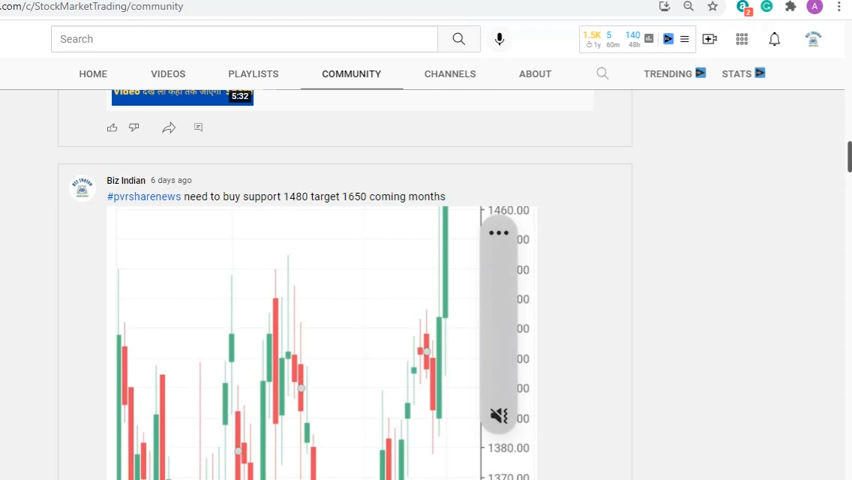 .com/c/StockMarketTrading/community
2
A
Search
1.5K 5 140
1y 60m 48h
HOME VIDEOS PLAYLISTS COMMUNITY CHANNELS ABOUT TRENDING STATS
Video देख लो कहां तक जाएगा
5:32
Biz Indian 6 days ago
#pvrsharenews need to buy support 1480 target 1650 coming months
1460.00
1380.00
1370.00